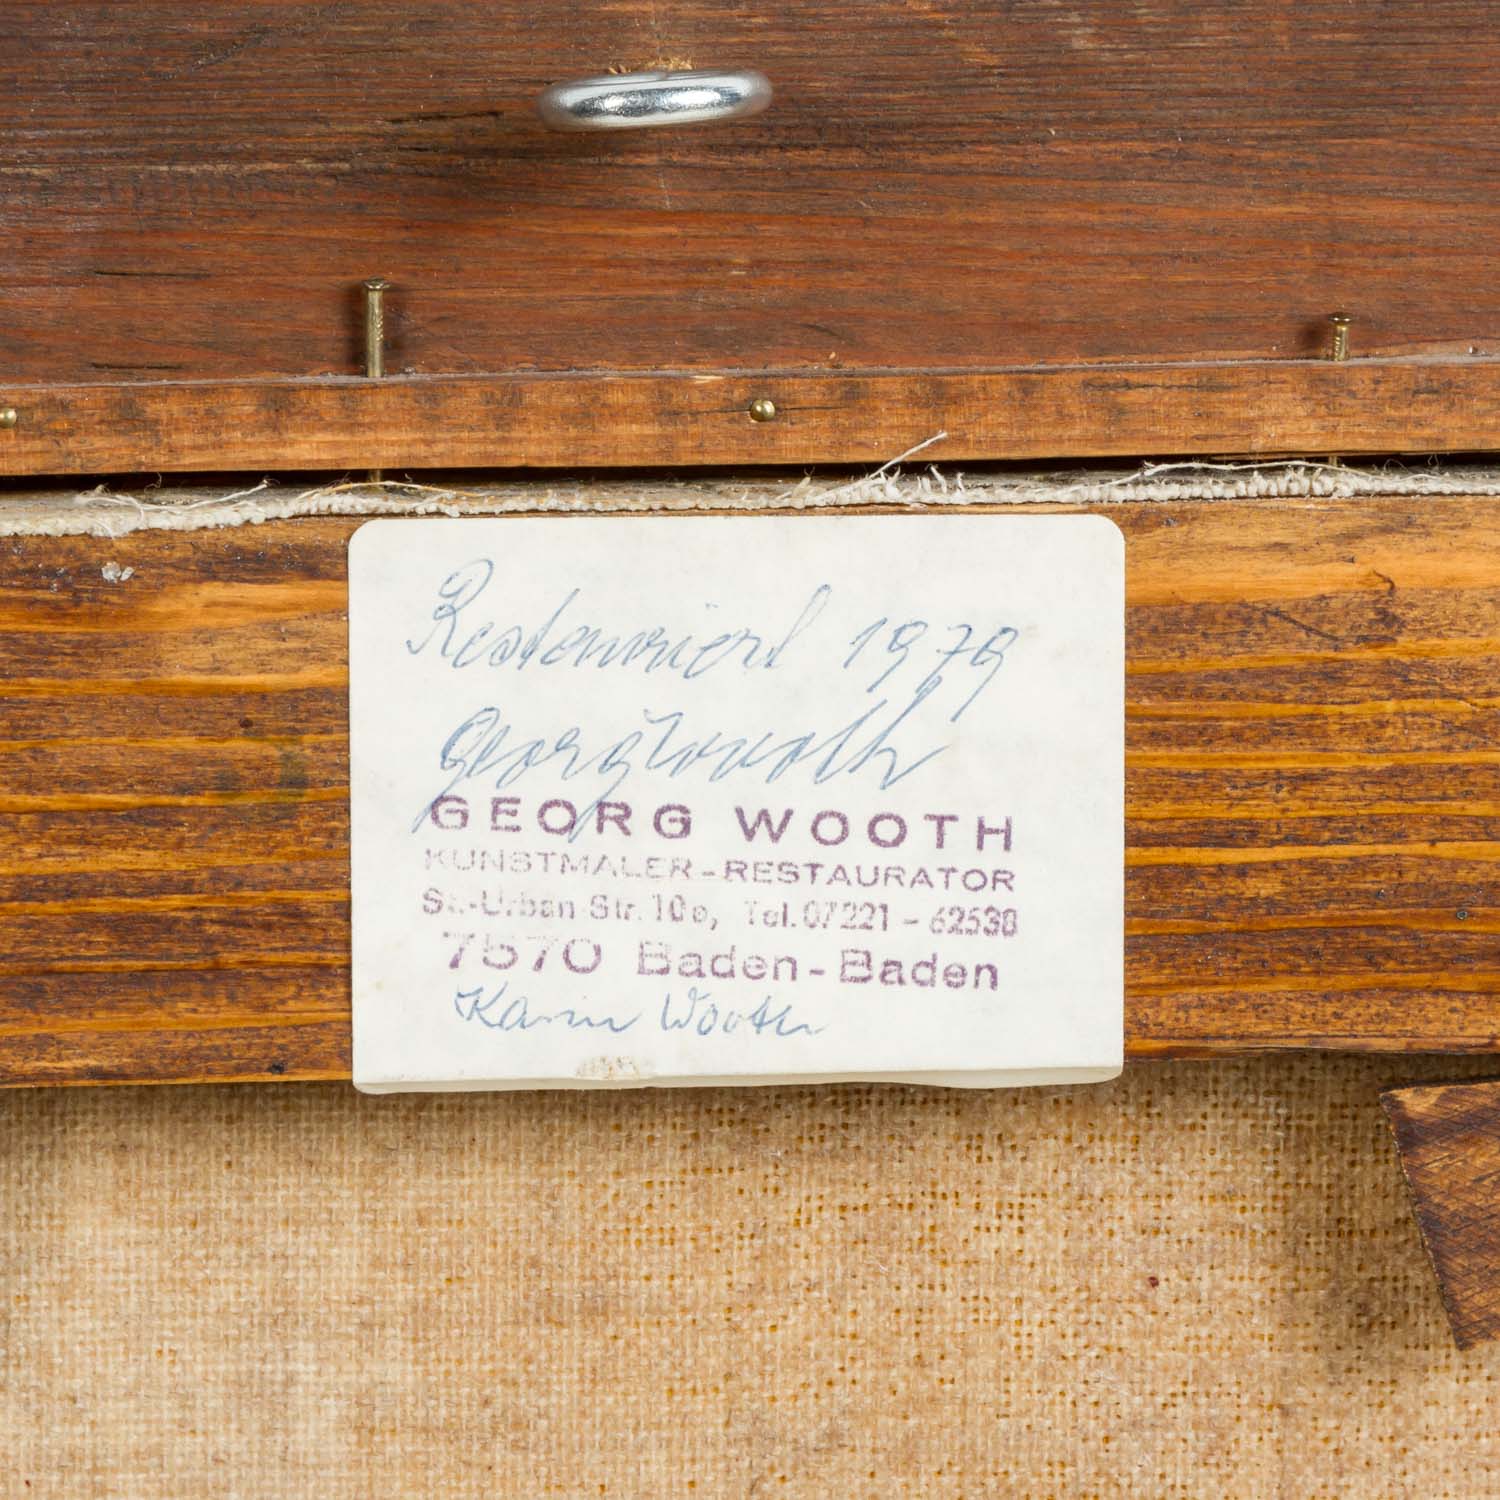 Restauriert 1979
Georg Wooth
GEORG WOOTH
KUNSTMALER - RESTAURATOR
St.-Urban Str. 10e, Tel. 07221 - 62538
7570 Baden - Baden
Karin Wooth